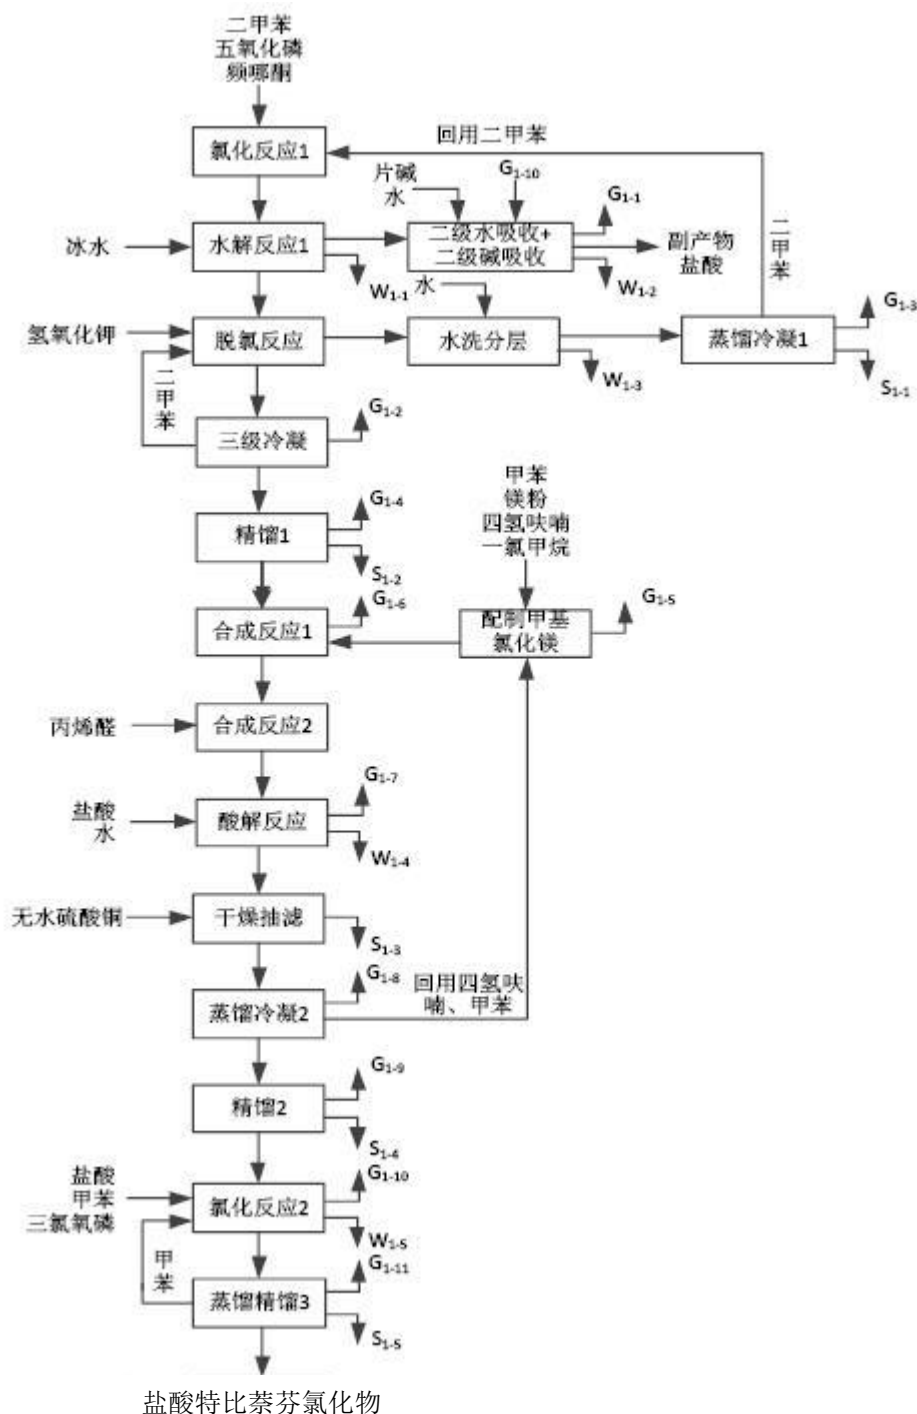 二甲苯
五氧化磷
频哪酮
氯化反应1
回用二甲苯
片碱
水
G₁₋₁₀
G₁₋₁
冰水
水解反应1
二级水吸收+
二级碱吸收
副产物
盐酸
二甲苯
W₁₋₁
水
W₁₋₂
G₁₋₃
氢氧化钾
脱氯反应
水洗分层
蒸馏冷凝1
W₁₋₃
S₁₋₁
二甲苯
G₁₋₂
三级冷凝
甲苯
镁粉
四氢呋喃
一氯甲烷
G₁₋₄
精馏1
S₁₋₂
G₁₋₆
G₁₋₅
合成反应1
配制甲基
氯化镁
丙烯醛
合成反应2
G₁₋₇
盐酸
水
酸解反应
W₁₋₄
无水硫酸铜
干燥抽滤
S₁₋₃
G₁₋₈
回用四氢呋
喃、甲苯
蒸馏冷凝2
G₁₋₉
精馏2
S₁₋₄
盐酸
甲苯
三氯氧磷
G₁₋₁₀
氯化反应2
W₁₋₅
甲苯
G₁₋₁₁
蒸馏精馏3
S₁₋₅
盐酸特比萘芬氯化物